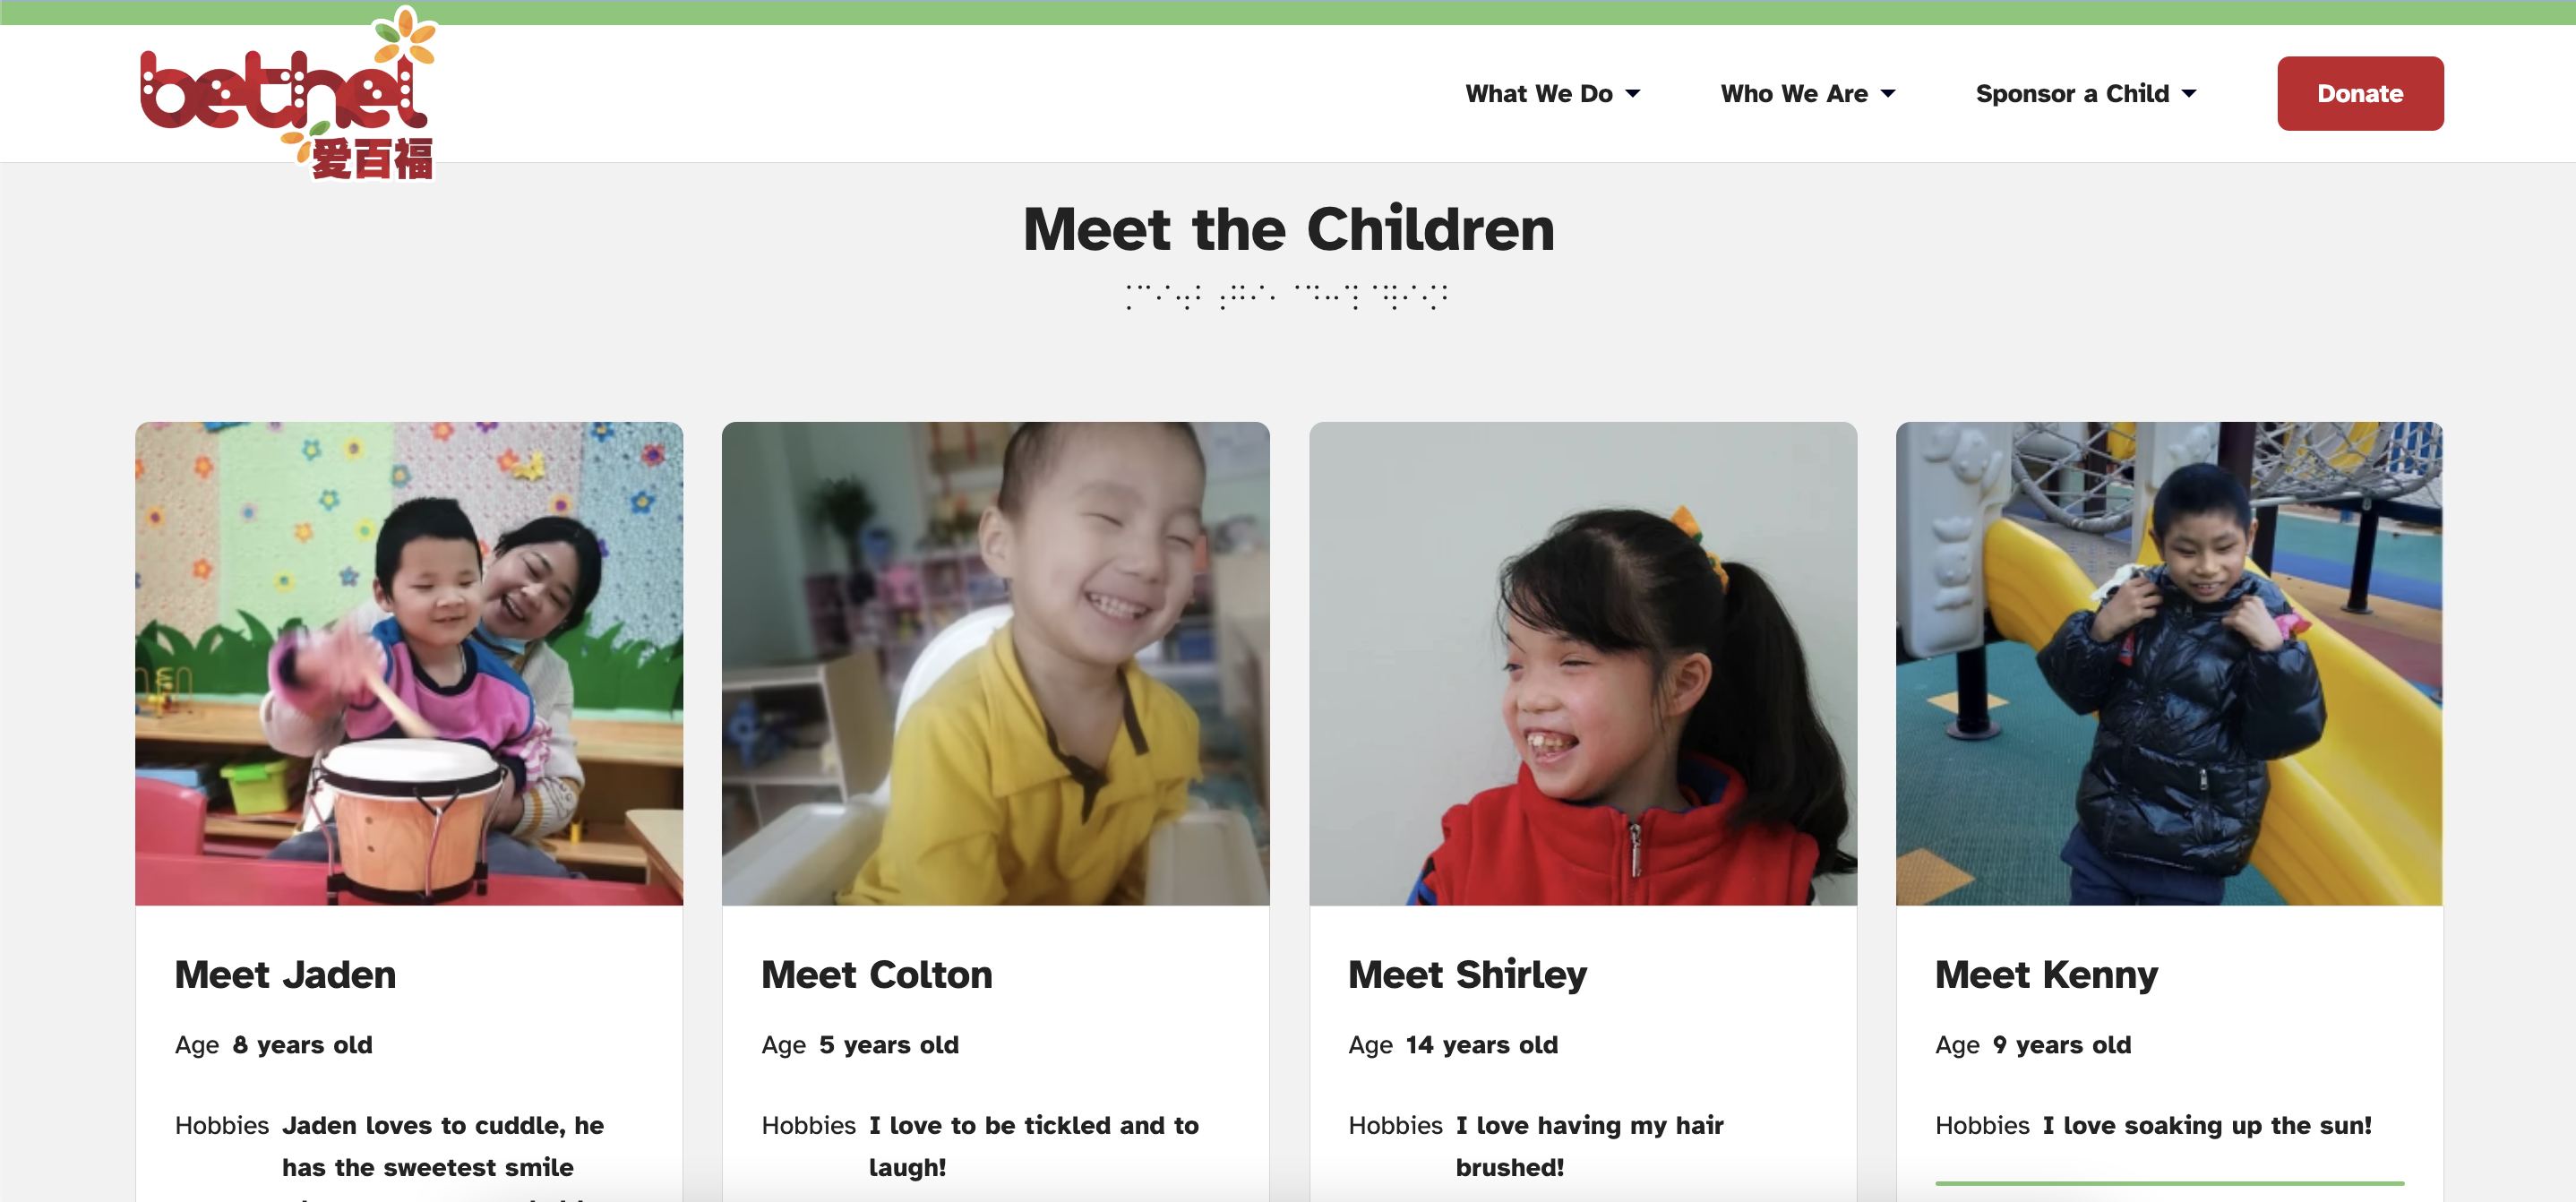 bethel
爱百福
What We Do
Who We Are
Sponsor a Child
Donate
Meet the Children
Meet Jaden
Age 8 years old
Hobbies Jaden loves to cuddle, he
has the sweetest smile
Meet Colton
Age 5 years old
Hobbies I love to be tickled and to
laugh!
Meet Shirley
Age 14 years old
Hobbies I love having my hair
brushed!
Meet Kenny
Age 9 years old
Hobbies I love soaking up the sun!